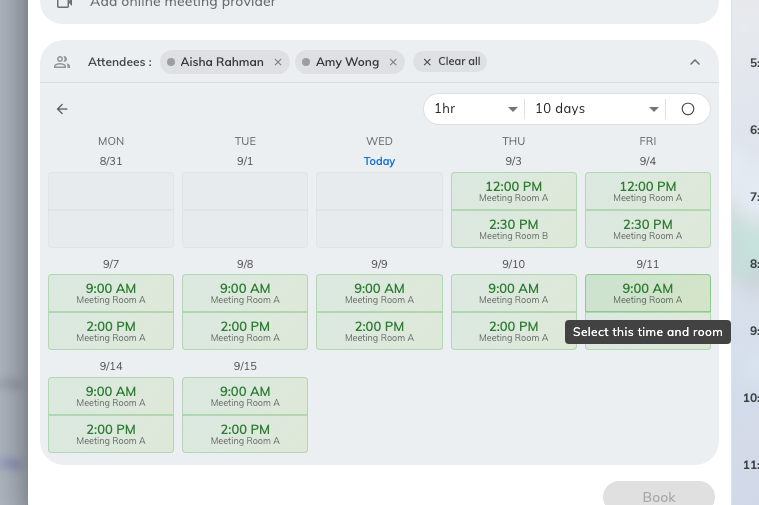 Add online meeting provider
Attendees : Aisha Rahman Amy Wong Clear all
1hr 10 days
MON TUE WED THU FRI
8/31 9/1 Today 9/3 9/4
12:00 PM 12:00 PM
Meeting Room A Meeting Room A
2:30 PM 2:30 PM
Meeting Room B Meeting Room A
9/7 9/8 9/9 9/10 9/11
9:00 AM 9:00 AM 9:00 AM 9:00 AM 9:00 AM
Meeting Room A Meeting Room A Meeting Room A Meeting Room A Meeting Room A
2:00 PM 2:00 PM 2:00 PM 2:00 PM
Meeting Room A Meeting Room A Meeting Room A Meeting Room A
Select this time and room
9/14 9/15
9:00 AM 9:00 AM
Meeting Room A Meeting Room A
2:00 PM 2:00 PM
Meeting Room A Meeting Room A
Book
5:
6:
7:
8:
9:
10:
11: